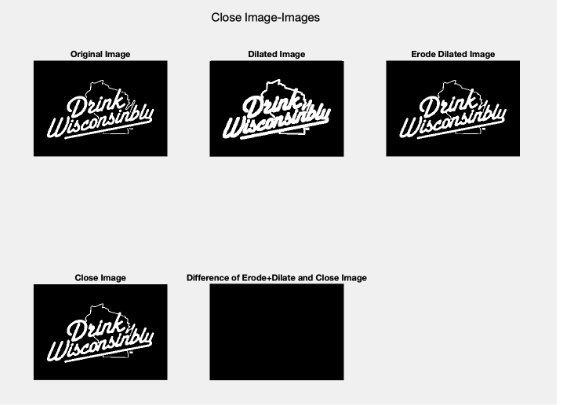 Close Image-Images
Original Image
Dilated Image
Erode Dilated Image
Drink
Wisconsinbly
Drink
Wisconsinbly
Drink
Wisconsinbly
Close Image
Difference of Erode+Dilate and Close Image
Drink
Wisconsinbly